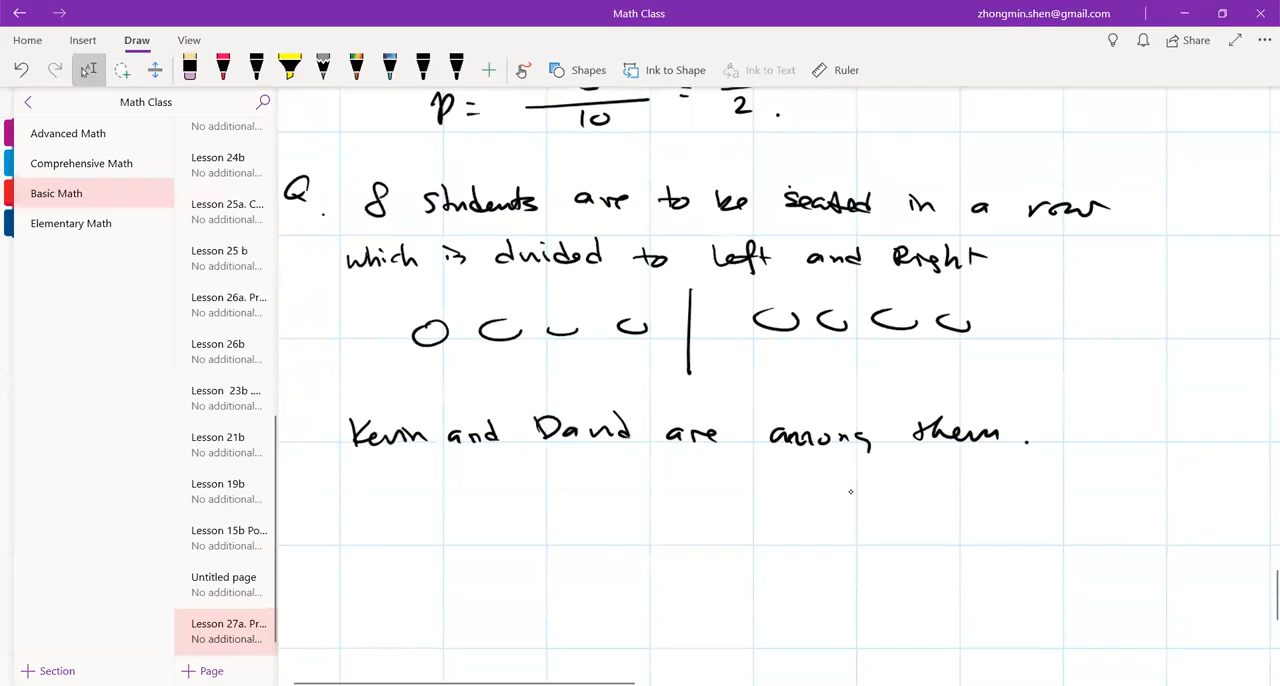 Math Class
zhongmin.shen@gmail.com
Home Insert Draw View
Share
Shapes Ink to Shape Ink to Text Ruler
Math Class
Advanced Math
Comprehensive Math
Basic Math
Elementary Math
No additional...
Lesson 24b
No additional...
Lesson 25a. C...
No additional...
Lesson 25 b
No additional...
Lesson 26a. Pr...
No additional...
Lesson 26b
No additional...
Lesson 23b ....
No additional...
Lesson 21b
No additional...
Lesson 19b
No additional...
Lesson 15b Po...
No additional...
Untitled page
No additional...
Lesson 27a. Pr...
No additional...
Section
Page
P = 10 = 2 .
Q. 8 students are to be seated in a row
which is divided to left and Right
Kevin and David are among them.